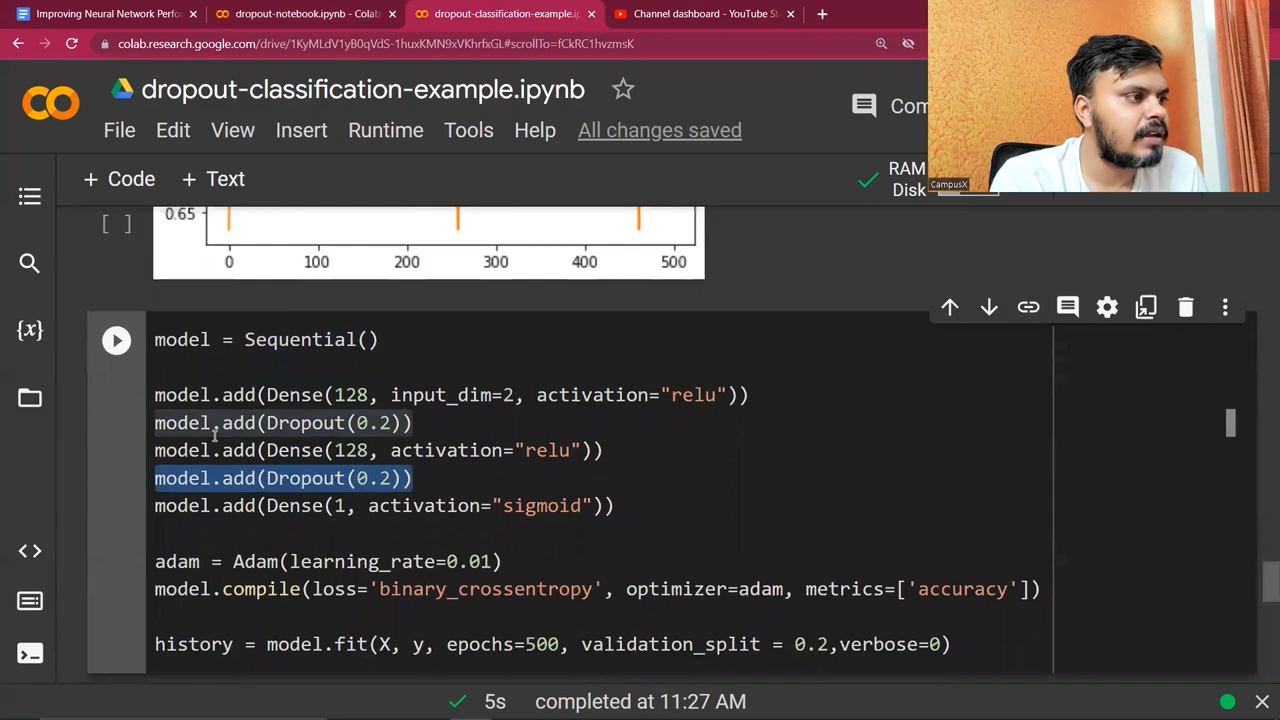 Improving Neural Network Perfor
dropout-notebook.ipynb - Colab
dropout-classification-example.ip
Channel dashboard - YouTube St
colab.research.google.com/drive/1KyMLdV1yB0qVdS-1huxKMN9xVKhrfxGL#scrollTo=fCkRC1hvzmsK
dropout-classification-example.ipynb
File Edit View Insert Runtime Tools Help All changes saved
Com
CampusX
+ Code + Text
RAM
Disk
[ ]
0.65
0 100 200 300 400 500
{x}
model = Sequential()
model.add(Dense(128, input_dim=2, activation="relu"))
model.add(Dropout(0.2))
model.add(Dense(128, activation="relu"))
model.add(Dropout(0.2))
model.add(Dense(1, activation="sigmoid"))
adam = Adam(learning_rate=0.01)
model.compile(loss='binary_crossentropy', optimizer=adam, metrics=['accuracy'])
history = model.fit(X, y, epochs=500, validation_split = 0.2,verbose=0)
5s completed at 11:27 AM